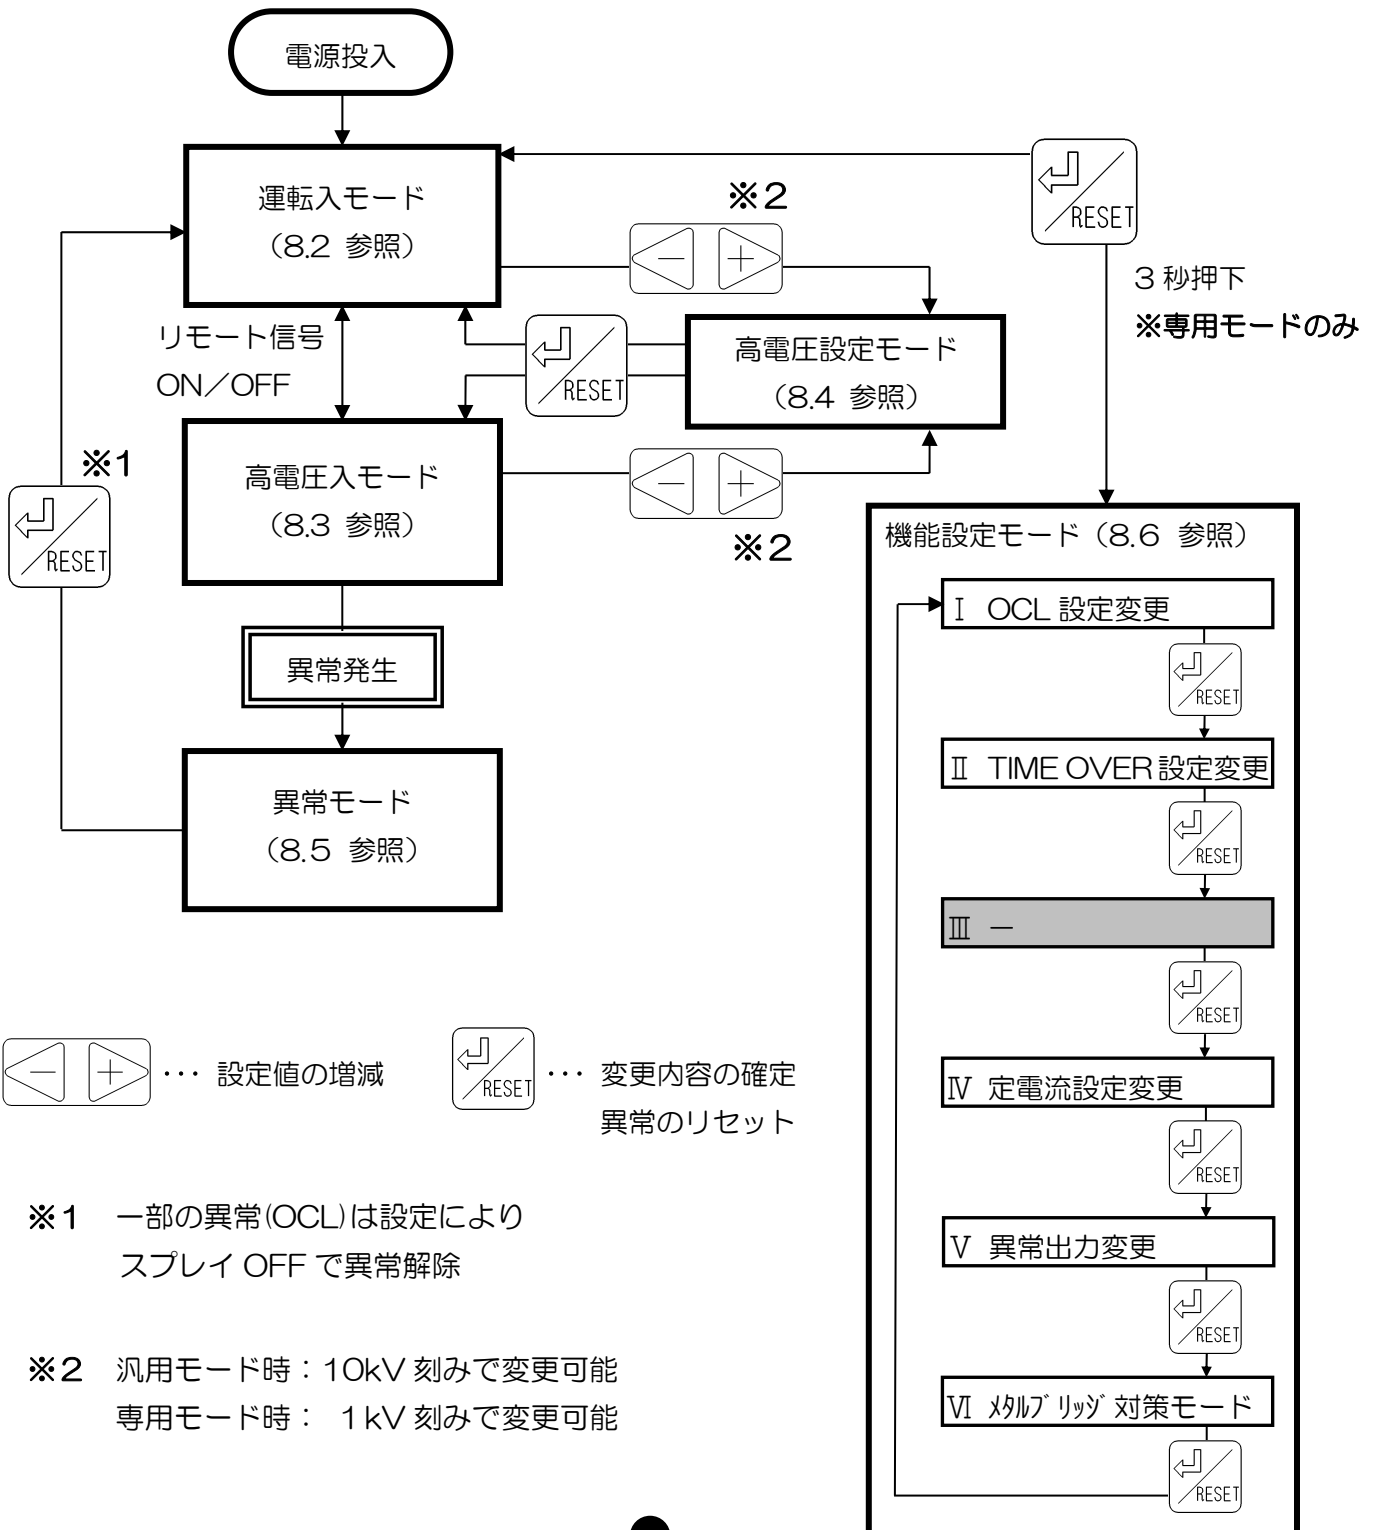 電源投入
運転入モード
（8.2 参照）
※2
－ ＋
RESET
3 秒押下
※専用モードのみ
リモート信号
ON／OFF
RESET
高電圧設定モード
（8.4 参照）
※1
RESET
高電圧入モード
（8.3 参照）
－ ＋
※2
異常発生
異常モード
（8.5 参照）
機能設定モード（8.6 参照）
Ⅰ OCL 設定変更
RESET
Ⅱ TIME OVER 設定変更
RESET
Ⅲ －
RESET
Ⅳ 定電流設定変更
RESET
Ⅴ 異常出力変更
RESET
Ⅵ ﾒﾀﾙﾌﾞﾘｯｼﾞ対策モード
RESET
－ ＋ ･･･ 設定値の増減
RESET ･･･ 変更内容の確定
異常のリセット
※1 一部の異常(OCL)は設定により
スプレイ OFF で異常解除
※2 汎用モード時：10kV 刻みで変更可能
専用モード時： 1kV 刻みで変更可能